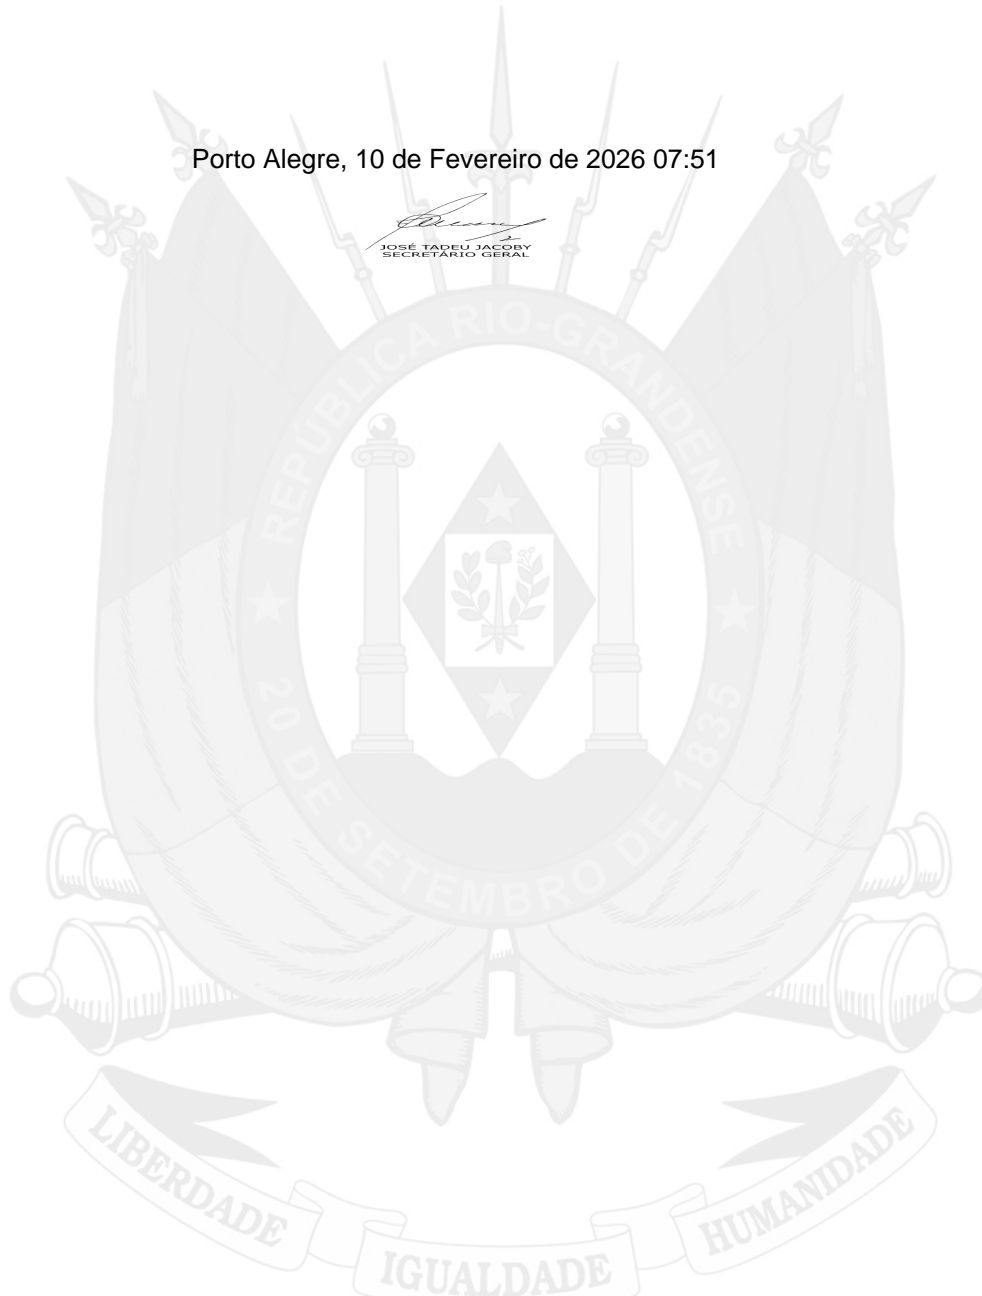 Porto Alegre, 10 de Fevereiro de 2026 07:51
JOSÉ TADEU JACOBY
SECRETÁRIO GERAL
REPÚBLICA RIO-GRANDENSE
20 DE SETEMBRO DE 1835
LIBERDADE
IGUALDADE
HUMANIDADE